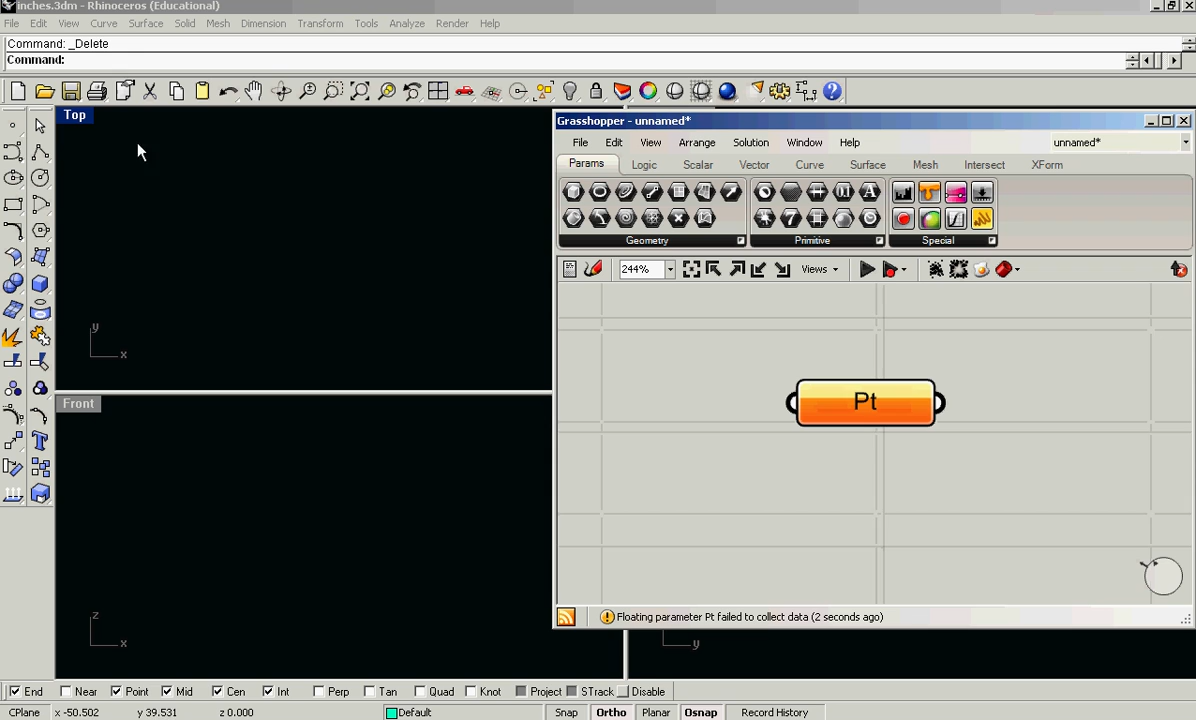 inches.3dm - Rhinoceros (Educational)
File Edit View Curve Surface Solid Mesh Dimension Transform Tools Analyze Render Help
Command: _Delete
Command:
Top
y
x
Front
z
x
Grasshopper - unnamed*
File Edit View Arrange Solution Window Help unnamed*
Params Logic Scalar Vector Curve Surface Mesh Intersect XForm
Geometry Primitive Special
244% Views
Pt
Floating parameter Pt failed to collect data (2 seconds ago)
y
End Near Point Mid Cen Int Perp Tan Quad Knot Project STrack Disable
CPlane x -50.502 y 39.531 z 0.000 Default Snap Ortho Planar Osnap Record History